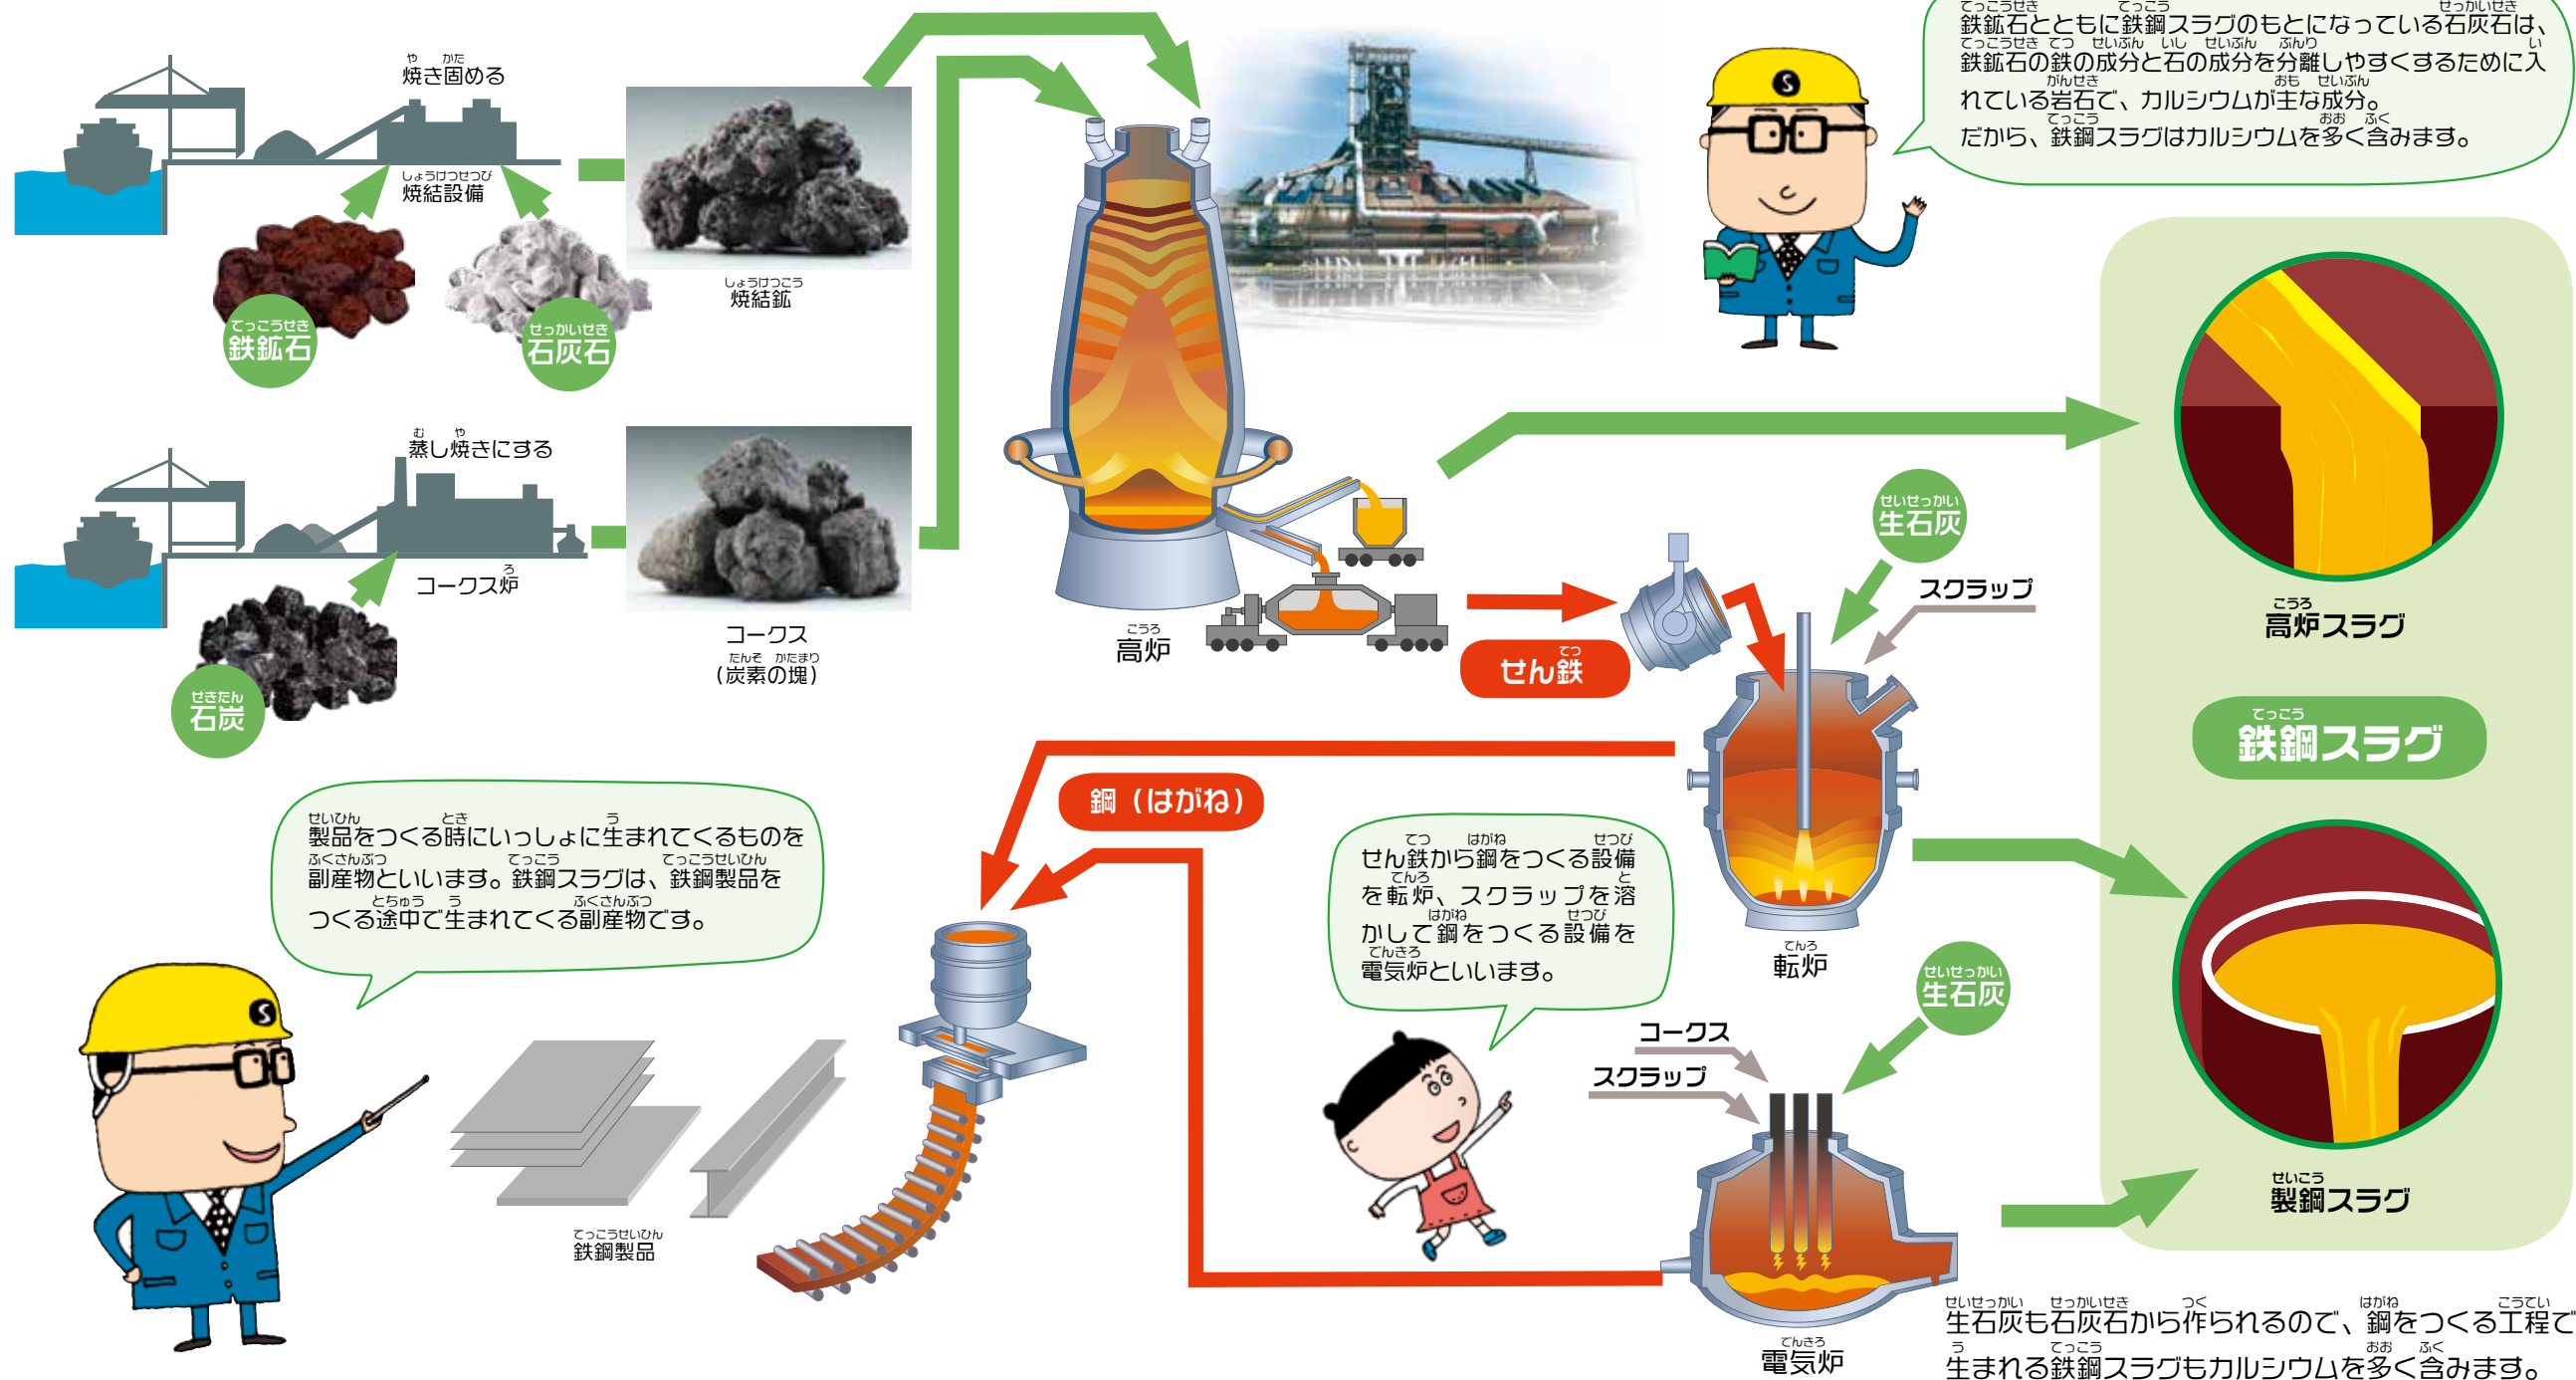 焼き固める
焼結設備
鉄鉱石
石灰石
焼結鉱
鉄鉱石とともに鉄鋼スラグのもとになっている石灰石は、
鉄鉱石の鉄の成分と石の成分を分離しやすくするために入
れている岩石で、カルシウムが主な成分。
だから、鉄鋼スラグはカルシウムを多く含みます。
蒸し焼きにする
コークス炉
石炭
コークス
(炭素の塊)
高炉
せん鉄
生石灰
スクラップ
転炉
高炉スラグ
鉄鋼スラグ
製鋼スラグ
鋼(はがね)
製品をつくる時にいっしょに生まれてくるものを
副産物といいます。鉄鋼スラグは、鉄鋼製品を
つくる途中で生まれてくる副産物です。
せん鉄から鋼をつくる設備
を転炉、スクラップを溶
かして鋼をつくる設備を
電気炉といいます。
生石灰
コークス
スクラップ
電気炉
鉄鋼製品
生石灰も石灰石から作られるので、鋼をつくる工程で
生まれる鉄鋼スラグもカルシウムを多く含みます。